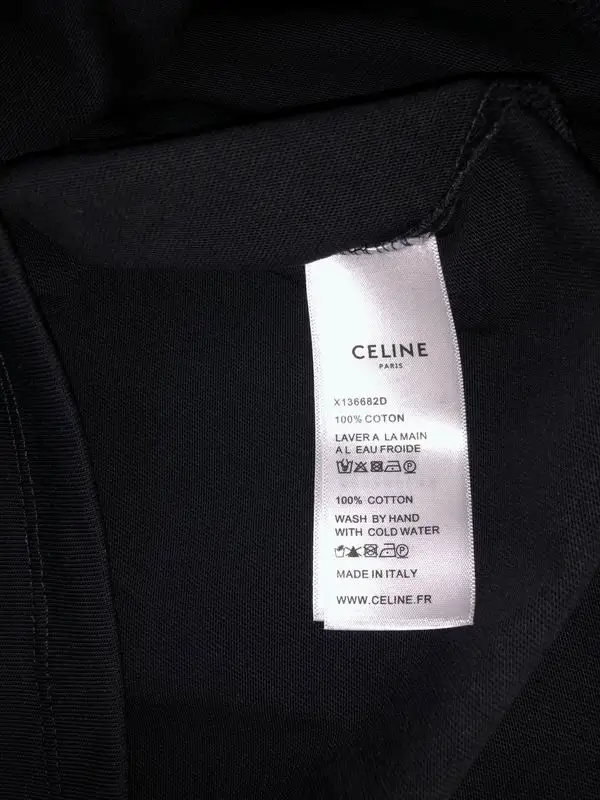 CELINE
PARIS
X136682D
100% COTON
LAVER A LA MAIN
A L EAU FROIDE
100% COTTON
WASH BY HAND
WITH COLD WATER
MADE IN ITALY
WWW.CELINE.FR